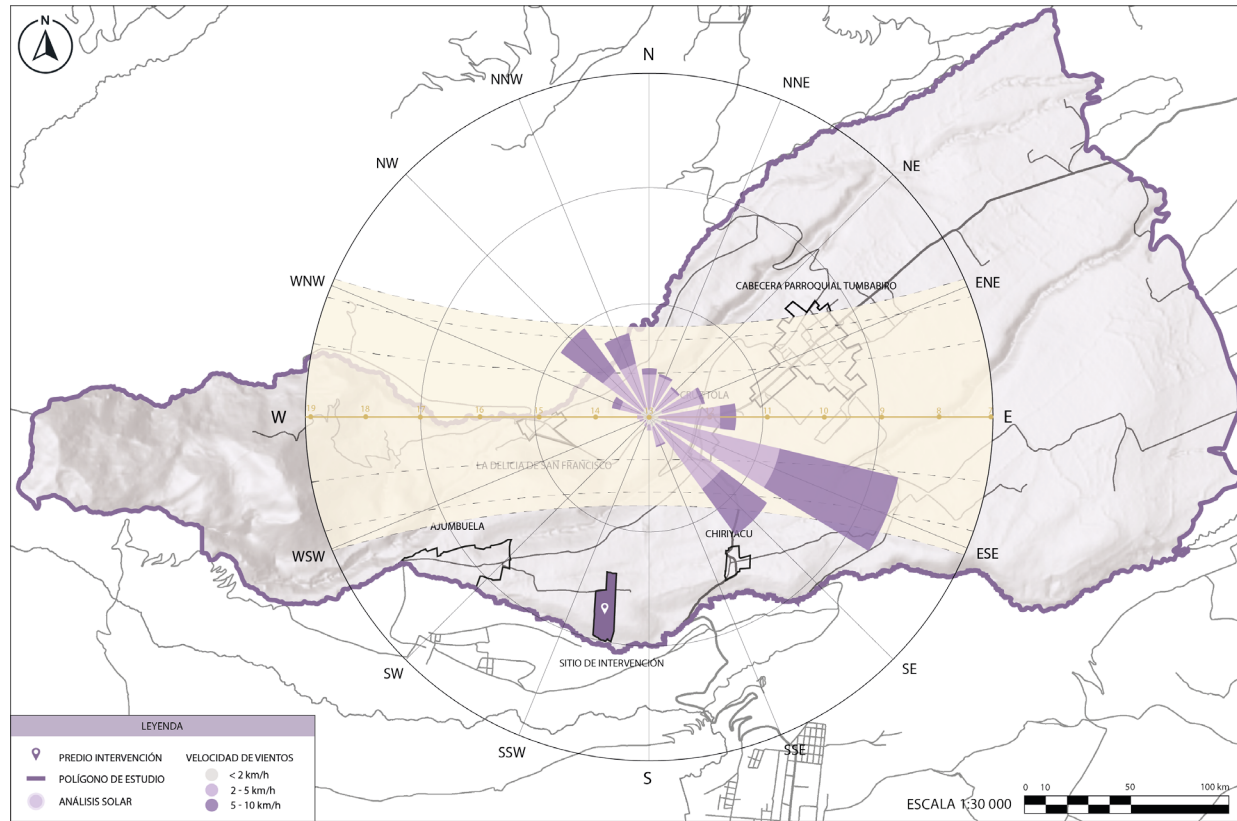 N
N
NNW
NNE
NW
NE
WNW
ENE
CABECERA PARROQUIAL TUMBABIRO
W
19
18
17
16
15
14
11
10
9
8
E
LA DELICIA DE SAN FRANCISCO
AJUMBUELA
CHIRIYACU
WSW
ESE
SITIO DE INTERVENCIÓN
SW
SE
SSW
SSE
S
LEYENDA
PREDIO INTERVENCIÓN
POLÍGONO DE ESTUDIO
ANÁLISIS SOLAR
VELOCIDAD DE VIENTOS
< 2 km/h
2 - 5 km/h
5 - 10 km/h
ESCALA 1:30 000
0 10 50 100 km